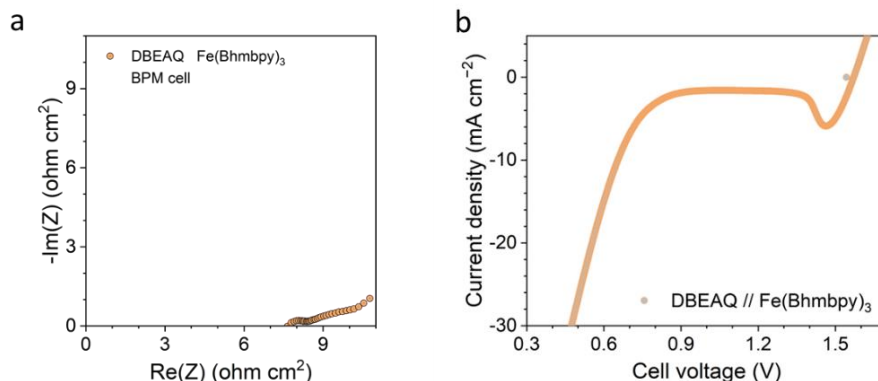 a
DBEAQ Fe(Bhmbpy)₃
BPM cell
-Im(Z) (ohm cm²)
11
9
6
3
0
0 3 6 9
Re(Z) (ohm cm²)
b
Current density (mA cm⁻²)
0
-10
-20
-30
DBEAQ // Fe(Bhmbpy)₃
0.3 0.6 0.9 1.2 1.5
Cell voltage (V)